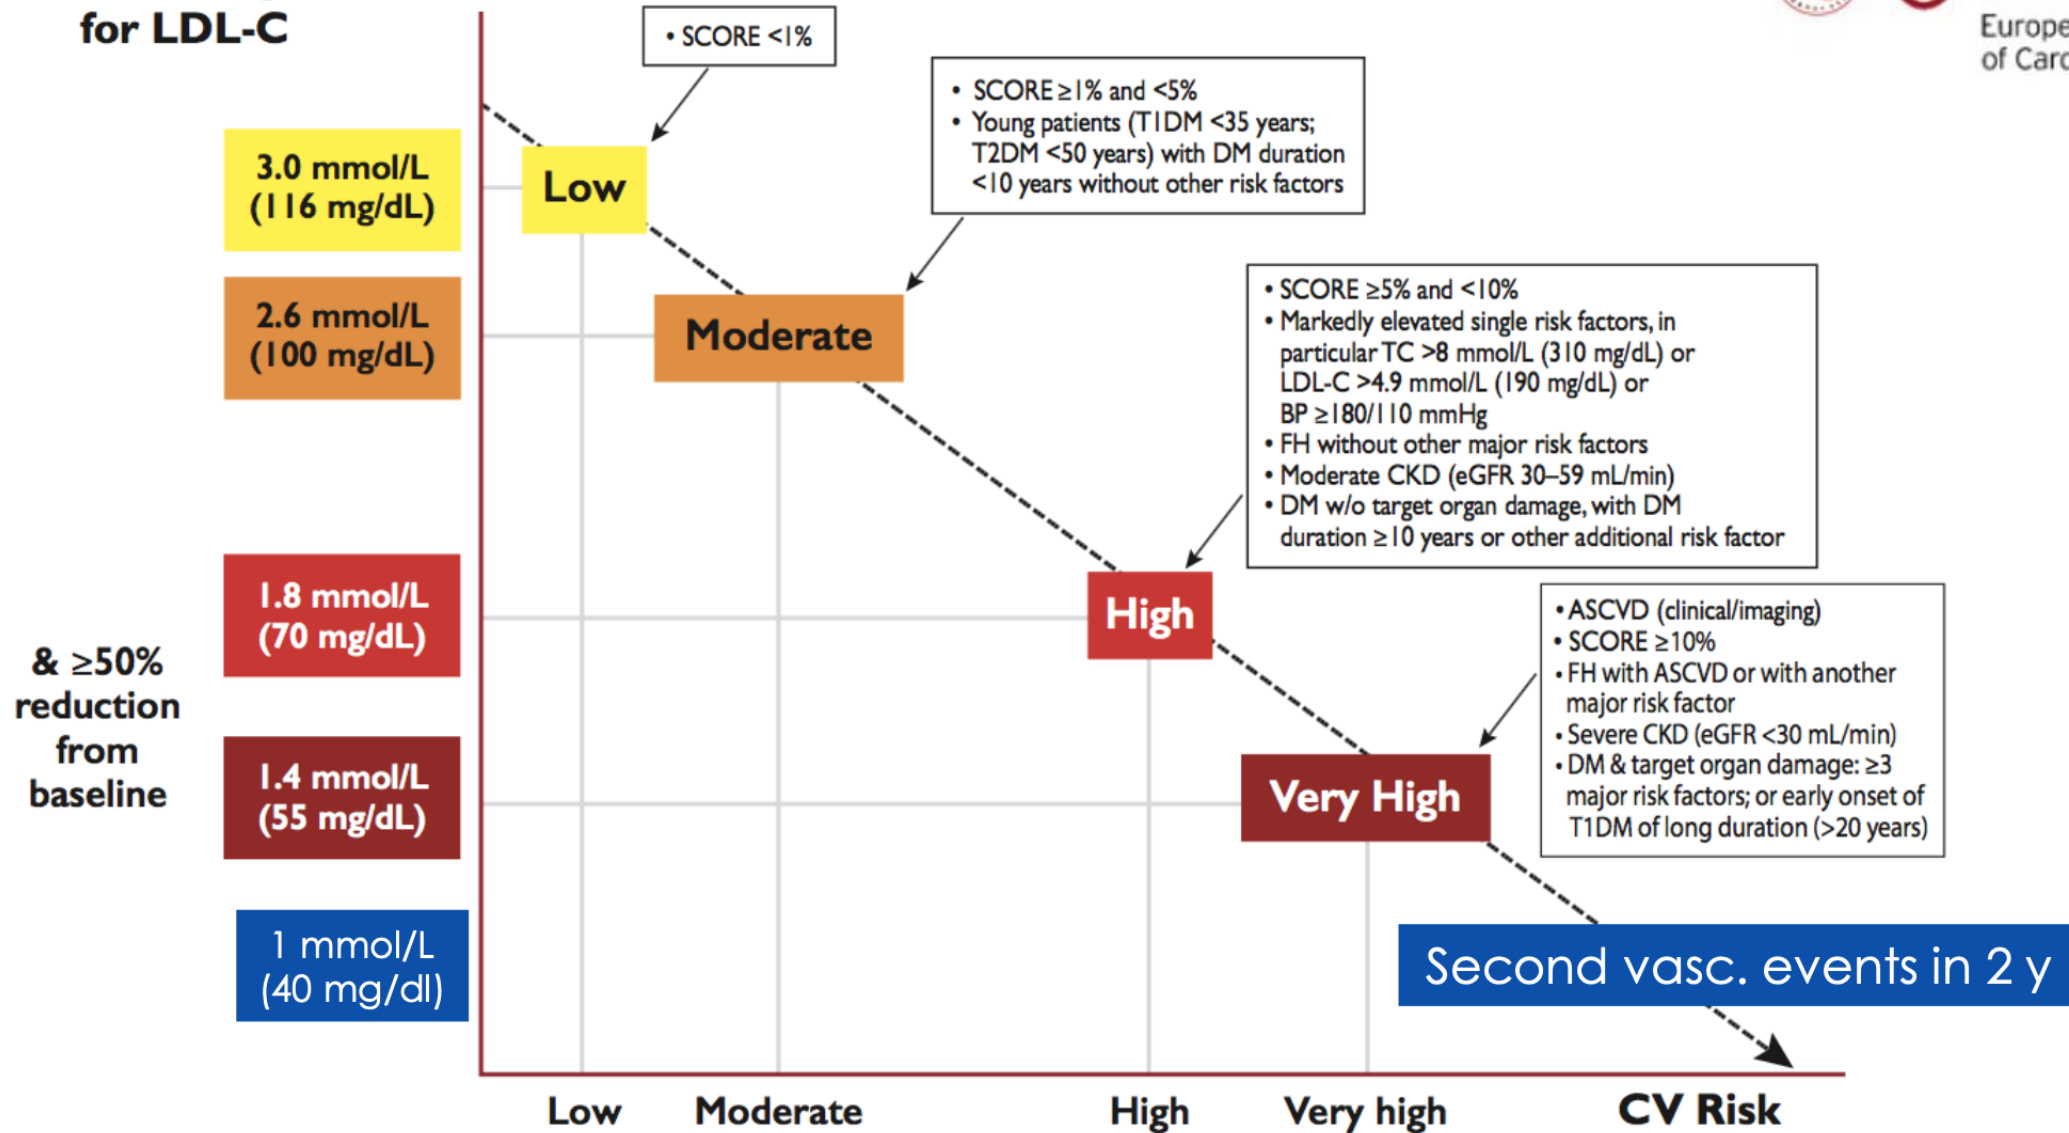 for LDL-C
Europe
of Card
• SCORE <1%
• SCORE ≥1% and <5%
• Young patients (T1DM <35 years;
T2DM <50 years) with DM duration
<10 years without other risk factors
3.0 mmol/L
(116 mg/dL)
Low
2.6 mmol/L
(100 mg/dL)
Moderate
• SCORE ≥5% and <10%
• Markedly elevated single risk factors, in
particular TC >8 mmol/L (310 mg/dL) or
LDL-C >4.9 mmol/L (190 mg/dL) or
BP ≥180/110 mmHg
• FH without other major risk factors
• Moderate CKD (eGFR 30–59 mL/min)
• DM w/o target organ damage, with DM
duration ≥10 years or other additional risk factor
1.8 mmol/L
(70 mg/dL)
High
• ASCVD (clinical/imaging)
• SCORE ≥10%
• FH with ASCVD or with another
major risk factor
• Severe CKD (eGFR <30 mL/min)
• DM & target organ damage: ≥3
major risk factors; or early onset of
T1DM of long duration (>20 years)
& ≥50%
reduction
from
baseline
1.4 mmol/L
(55 mg/dL)
Very High
1 mmol/L
(40 mg/dl)
Second vasc. events in 2 y
Low Moderate High Very high CV Risk